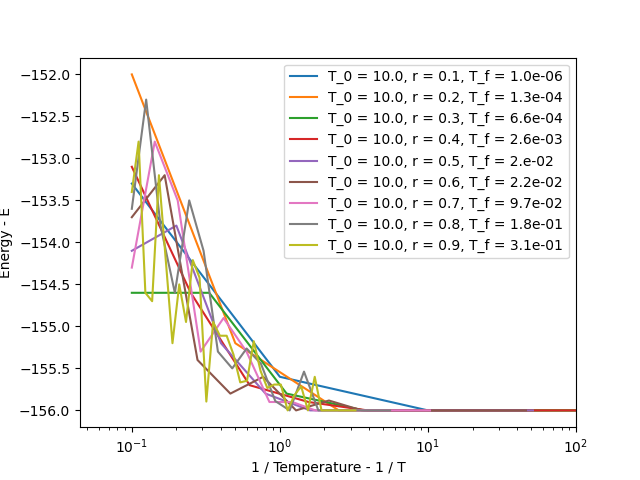 −152.0
−152.5
−153.0
−153.5
−154.0
−154.5
−155.0
−155.5
−156.0
Energy - E
T_0 = 10.0, r = 0.1, T_f = 1.0e-06
T_0 = 10.0, r = 0.2, T_f = 1.3e-04
T_0 = 10.0, r = 0.3, T_f = 6.6e-04
T_0 = 10.0, r = 0.4, T_f = 2.6e-03
T_0 = 10.0, r = 0.5, T_f = 2.e-02
T_0 = 10.0, r = 0.6, T_f = 2.2e-02
T_0 = 10.0, r = 0.7, T_f = 9.7e-02
T_0 = 10.0, r = 0.8, T_f = 1.8e-01
T_0 = 10.0, r = 0.9, T_f = 3.1e-01
10⁻¹ 10⁰ 10¹ 10²
1 / Temperature - 1 / T